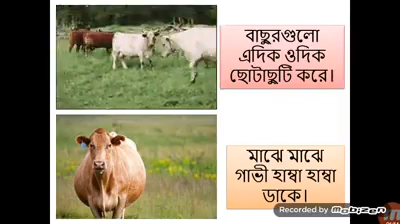 বাছুরগুলো
এদিক ওদিক
ছোটাছুটি করে।
মাঝে মাঝে
গাভী হাম্বা হাম্বা
ডাকে।
Recorded by Mobizen